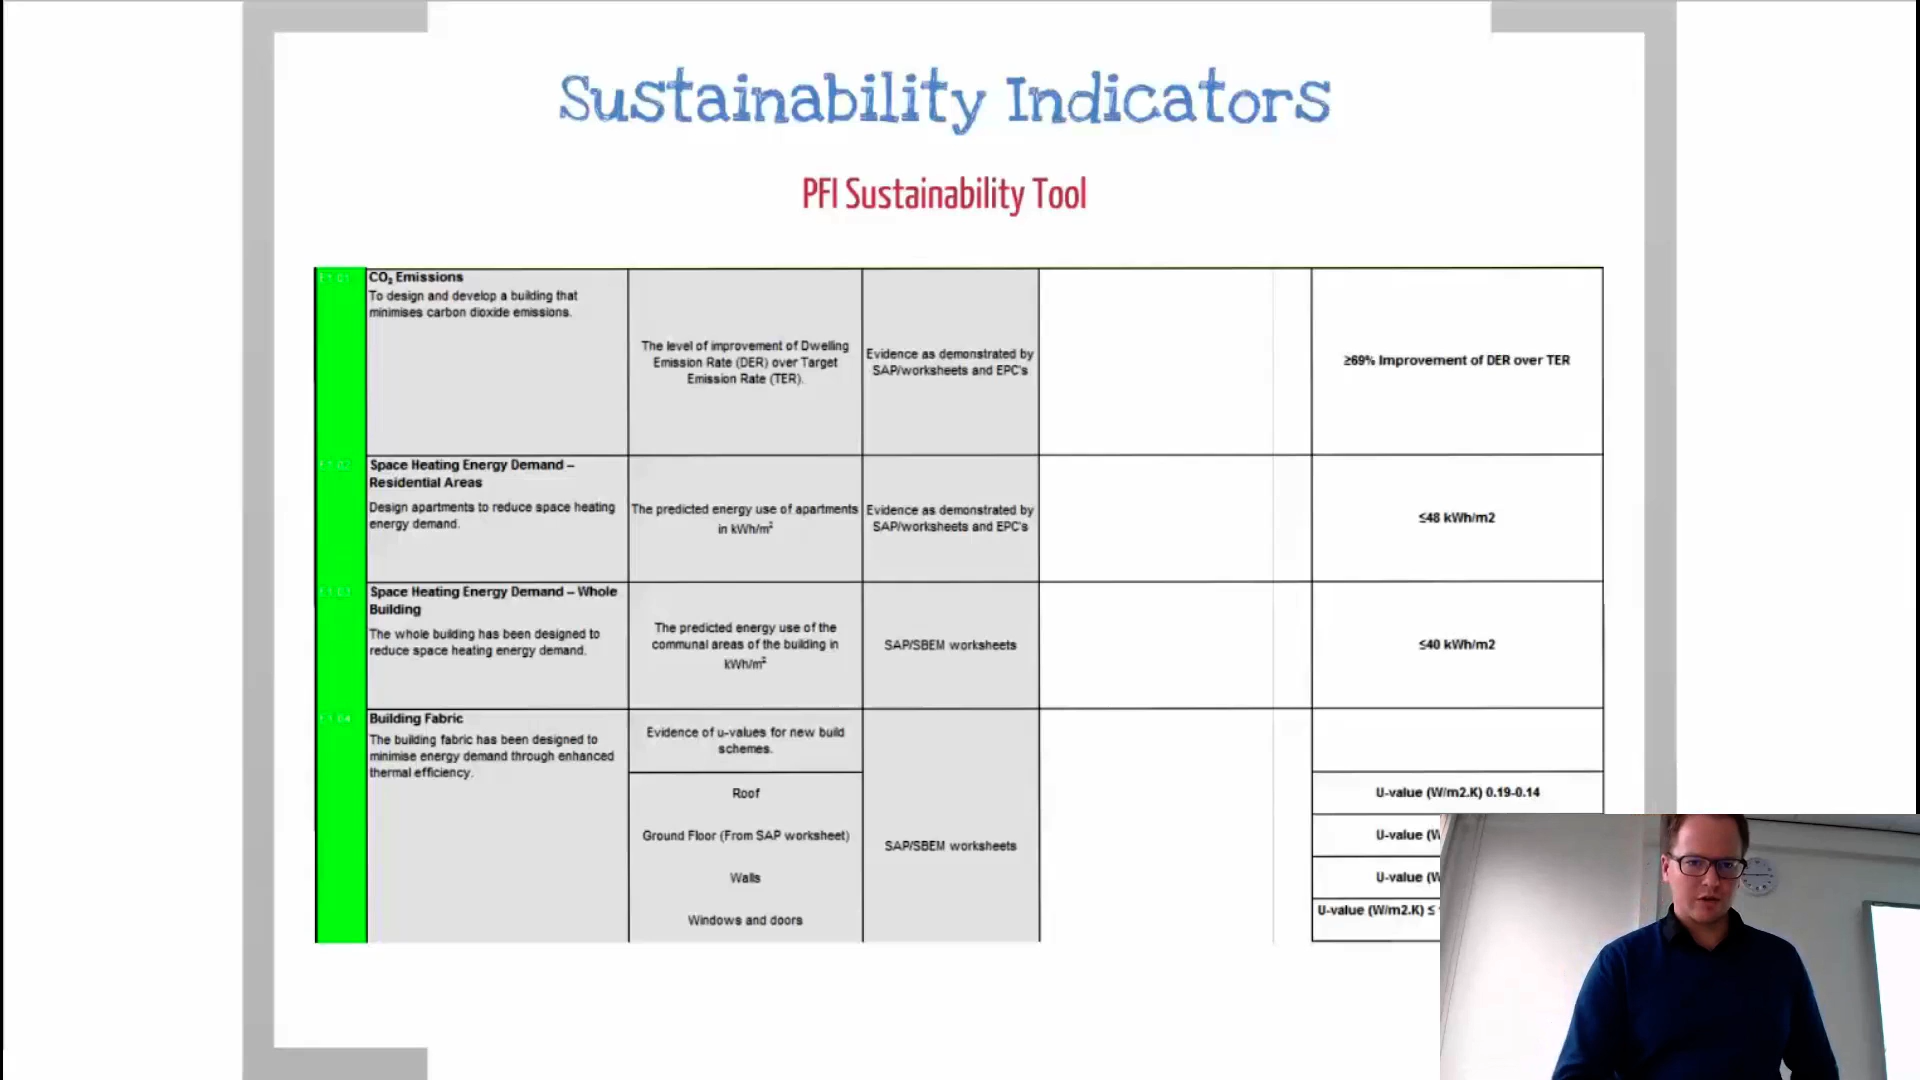 Sustainability Indicators
PFI Sustainability Tool
E1.01
CO₂ Emissions
To design and develop a building that
minimises carbon dioxide emissions.
The level of improvement of Dwelling
Emission Rate (DER) over Target
Emission Rate (TER).
Evidence as demonstrated by
SAP/worksheets and EPC's
≥69% Improvement of DER over TER
E1.02
Space Heating Energy Demand –
Residential Areas
Design apartments to reduce space heating
energy demand.
The predicted energy use of apartments
in kWh/m²
Evidence as demonstrated by
SAP/worksheets and EPC's
≤48 kWh/m2
E1.03
Space Heating Energy Demand – Whole
Building
The whole building has been designed to
reduce space heating energy demand.
The predicted energy use of the
communal areas of the building in
kWh/m²
SAP/SBEM worksheets
≤40 kWh/m2
E1.04
Building Fabric
The building fabric has been designed to
minimise energy demand through enhanced
thermal efficiency.
Evidence of u-values for new build
schemes.
Roof
Ground Floor (From SAP worksheet)
Walls
Windows and doors
SAP/SBEM worksheets
U-value (W/m2.K) 0.19-0.14
U-value (W
U-value (W
U-value (W/m2.K) ≤